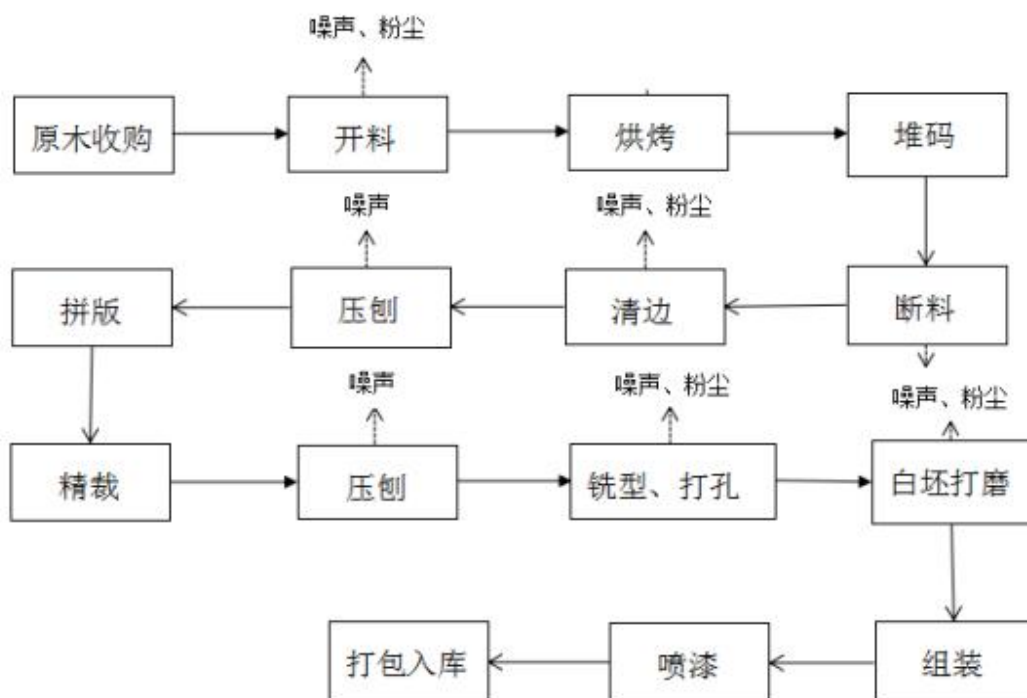 噪声、粉尘
原木收购
开料
烘烤
堆码
噪声
噪声、粉尘
拼版
压刨
清边
断料
噪声
噪声、粉尘
噪声、粉尘
精裁
压刨
铣型、打孔
白坯打磨
打包入库
喷漆
组装